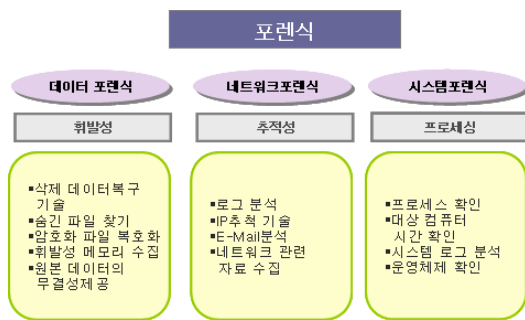 포렌식
데이터 포렌식
네트워크포렌식
시스템포렌식
휘발성
추적성
프로세싱
▪삭제 데이터복구
기술
▪숨긴 파일 찾기
▪암호화 파일 복호화
▪휘발성 메모리 수집
▪원본 데이터의
무결성제공
▪로그 분석
▪IP추적 기술
▪E-Mail분석
▪네트워크 관련
자료 수집
▪프로세스 확인
▪대상 컴퓨터
시간 확인
▪시스템 로그 분석
▪운영체제 확인